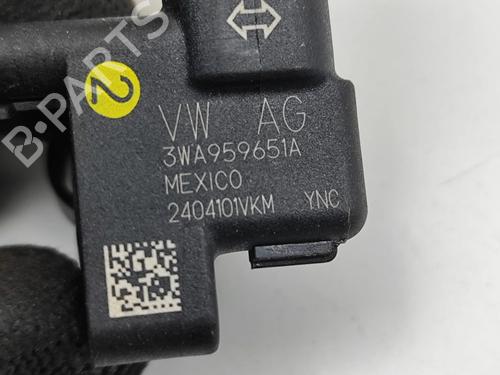 2
VW AG
3WA959651A
MEXICO
2404101VKM YNC
B-PARTS